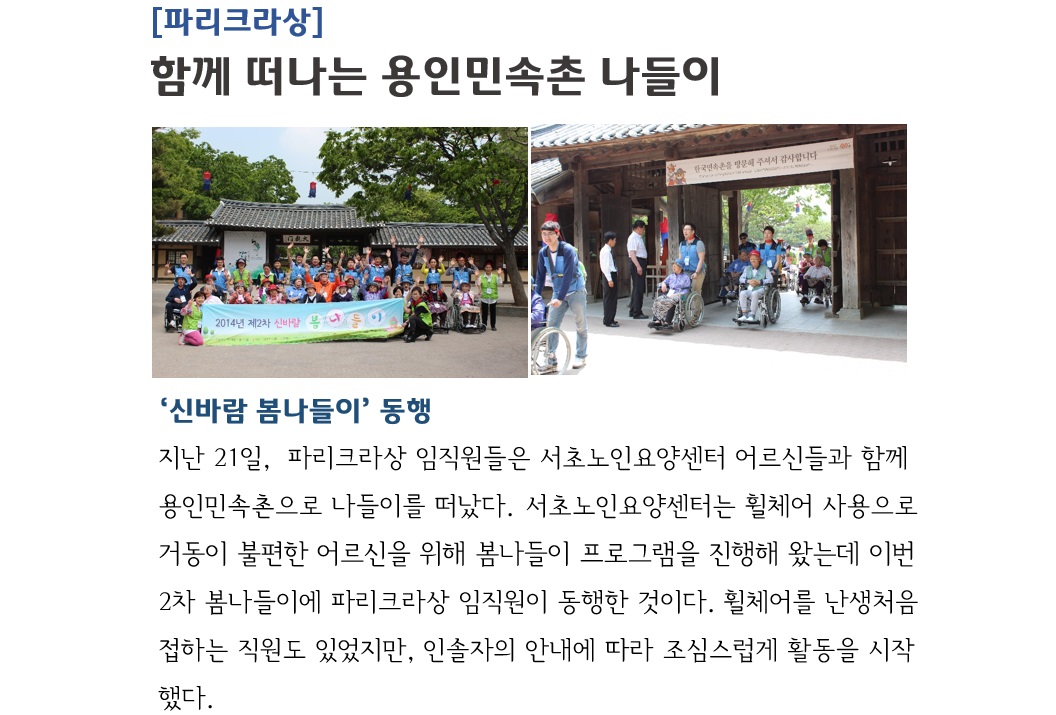 [파리크라상]
함께 떠나는 용인민속촌 나들이
2014년 제2차 신바람 봄 나 들 이
한국민속촌을 방문해 주셔서 감사합니다
‘신바람 봄나들이’ 동행
지난 21일, 파리크라상 임직원들은 서초노인요양센터 어르신들과 함께
용인민속촌으로 나들이를 떠났다. 서초노인요양센터는 휠체어 사용으로
거동이 불편한 어르신을 위해 봄나들이 프로그램을 진행해 왔는데 이번
2차 봄나들이에 파리크라상 임직원이 동행한 것이다. 휠체어를 난생처음
접하는 직원도 있었지만, 인솔자의 안내에 따라 조심스럽게 활동을 시작
했다.